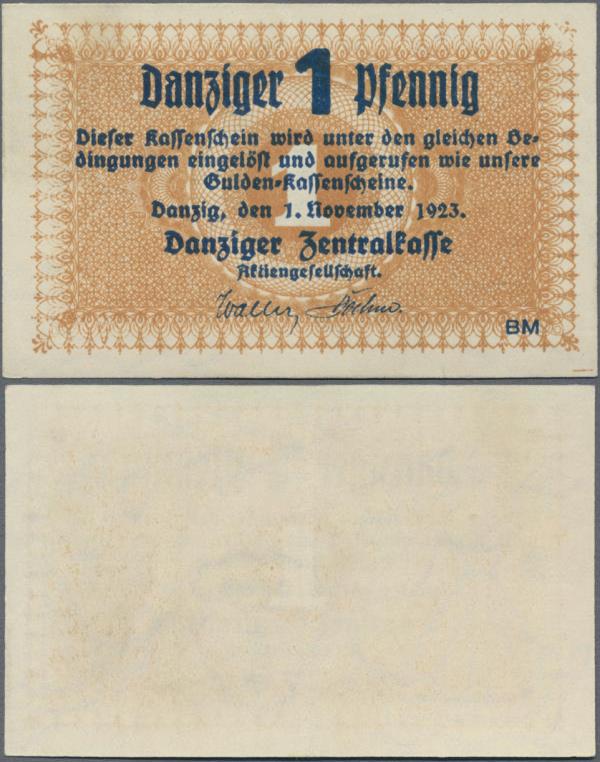 Danziger 1 Pfennig
Dieser Kassenschein wird unter den gleichen Be-
dingungen eingelöst und aufgerufen wie unsere
Gulden-Kassenscheine.
1
Danzig, den 1. November 1923.
Danziger Zentralkasse
Aktiengesellschaft.
BM